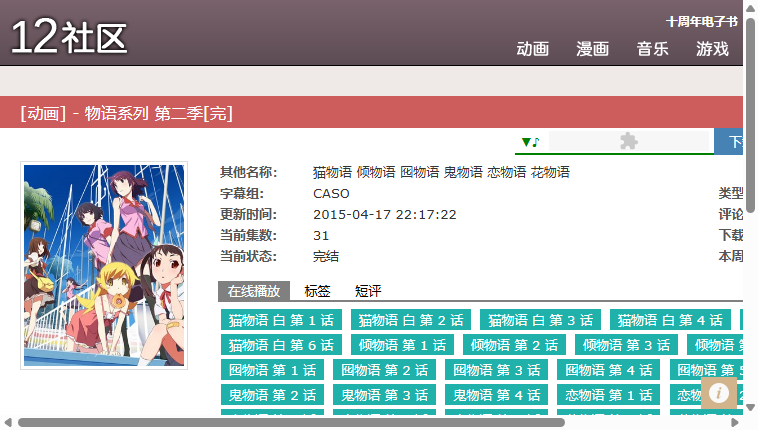 十周年电子书
12社区
动画 漫画 音乐 游戏
[动画] - 物语系列 第二季[完]
▼♪ 下
其他名称: 猫物语 倾物语 囮物语 鬼物语 恋物语 花物语
字幕组: CASO 类型
更新时间: 2015-04-17 22:17:22 评论
当前集数: 31 下载
当前状态: 完结 本周
在线播放 标签 短评
猫物语 白 第 1 话 猫物语 白 第 2 话 猫物语 白 第 3 话 猫物语 白 第 4 话
猫物语 白 第 6 话 倾物语 第 1 话 倾物语 第 2 话 倾物语 第 3 话 倾物语
囮物语 第 1 话 囮物语 第 2 话 囮物语 第 3 话 囮物语 第 4 话 囮物语 第
鬼物语 第 2 话 鬼物语 第 3 话 鬼物语 第 4 话 恋物语 第 1 话 恋物